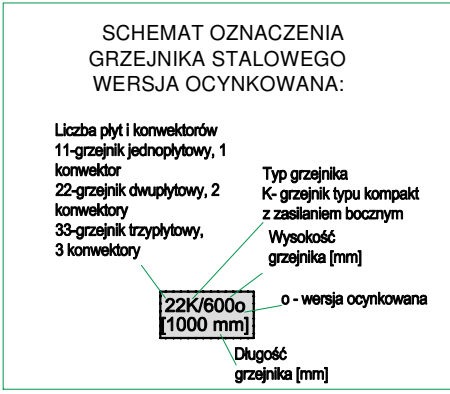 SCHEMAT OZNACZENIA
GRZEJNIKA STALOWEGO
WERSJA OCYNKOWANA:
Liczba płyt i konwektorów
11-grzejnik jednopłytowy, 1
konwektor
22-grzejnik dwupłytowy, 2
konwektory
33-grzejnik trzypłytowy,
3 konwektory
Typ grzejnika
K- grzejnik typu kompakt
z zasilaniem bocznym
Wysokość
grzejnika [mm]
o - wersja ocynkowana
22K/600o
[1000 mm]
Długość
grzejnika [mm]